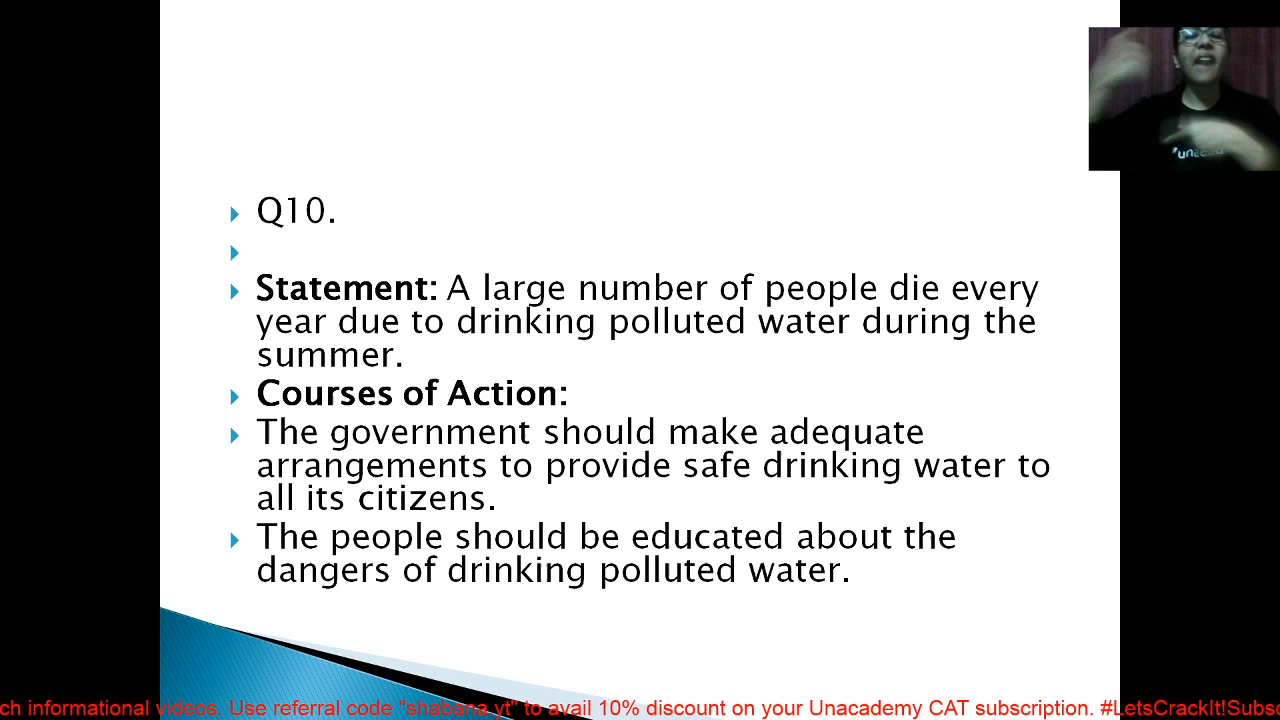 Q10.
Statement: A large number of people die every
year due to drinking polluted water during the
summer.
Courses of Action:
The government should make adequate
arrangements to provide safe drinking water to
all its citizens.
The people should be educated about the
dangers of drinking polluted water.
ch informational videos. Use referral code "shabana yt" to avail 10% discount on your Unacademy CAT subscription. #LetsCrackIt!Subsc